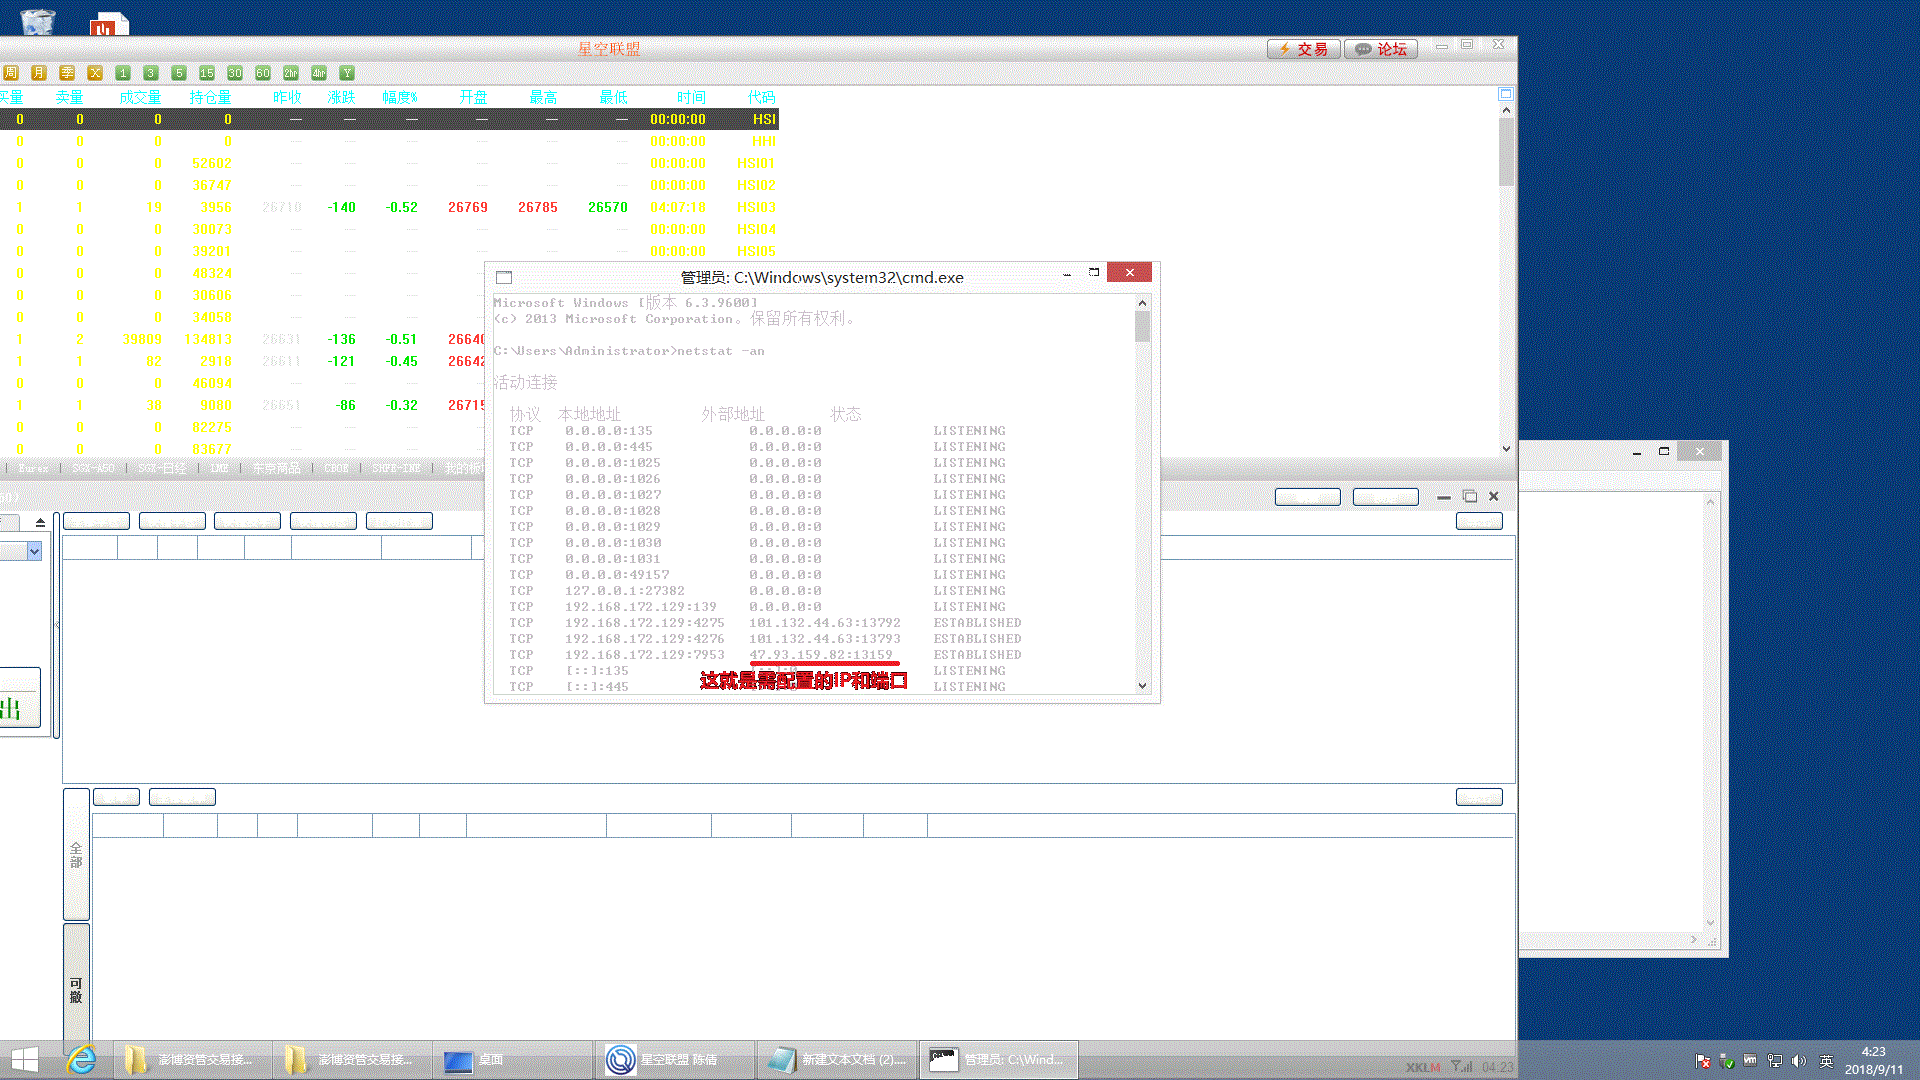 星空联盟
交易 论坛
周 月 季 X 1 3 5 15 30 60 2hr 4hr Y
买量 卖量 成交量 持仓量 昨收 涨跌 幅度% 开盘 最高 最低 时间 代码
0 0 0 0 — — — — — — 00:00:00 HSI
0 0 0 0 — — — — — — 00:00:00 HHI
0 0 0 52602 — — — — — — 00:00:00 HSI01
0 0 0 36747 — — — — — — 00:00:00 HSI02
1 1 19 3956 26710 -140 -0.52 26769 26785 26570 04:07:18 HSI03
0 0 0 30073 — — — — — — 00:00:00 HSI04
0 0 0 39201 — — — — — — 00:00:00 HSI05
0 0 0 48324 — — — —
0 0 0 30606 — — — —
0 0 0 34058 — — — —
1 2 39809 134813 26631 -136 -0.51 26640
1 1 82 2918 26611 -121 -0.45 26642
0 0 0 46094 — — — —
1 1 38 9080 26651 -86 -0.32 26715
0 0 0 82275 — — — —
0 0 0 83677 — — — —
Eurex | SGX-A50 | SGX-日经 | LME | 东京商品 | CBOE | SHFE-INE | 我的板
管理员: C:\Windows\system32\cmd.exe
Microsoft Windows [版本 6.3.9600]
(c) 2013 Microsoft Corporation。保留所有权利。
C:\Users\Administrator>netstat -an
活动连接
协议 本地地址 外部地址 状态
TCP 0.0.0.0:135 0.0.0.0:0 LISTENING
TCP 0.0.0.0:445 0.0.0.0:0 LISTENING
TCP 0.0.0.0:1025 0.0.0.0:0 LISTENING
TCP 0.0.0.0:1026 0.0.0.0:0 LISTENING
TCP 0.0.0.0:1027 0.0.0.0:0 LISTENING
TCP 0.0.0.0:1028 0.0.0.0:0 LISTENING
TCP 0.0.0.0:1029 0.0.0.0:0 LISTENING
TCP 0.0.0.0:1030 0.0.0.0:0 LISTENING
TCP 0.0.0.0:1031 0.0.0.0:0 LISTENING
TCP 0.0.0.0:49157 0.0.0.0:0 LISTENING
TCP 127.0.0.1:27382 0.0.0.0:0 LISTENING
TCP 192.168.172.129:139 0.0.0.0:0 LISTENING
TCP 192.168.172.129:4275 101.132.44.63:13792 ESTABLISHED
TCP 192.168.172.129:4276 101.132.44.63:13793 ESTABLISHED
TCP 192.168.172.129:7953 47.93.159.82:13159 ESTABLISHED
TCP [::]:135 [::]:0 LISTENING
TCP [::]:445 LISTENING
这就是需配置的IP和端口
出
全部
可撤
澎博资管交易接... 澎博资管交易接... 桌面 星空联盟 陈倩 新建文本文档 (2).... 管理员: C:\Wind...
XKLM 04:23
英
4:23
2018/9/11